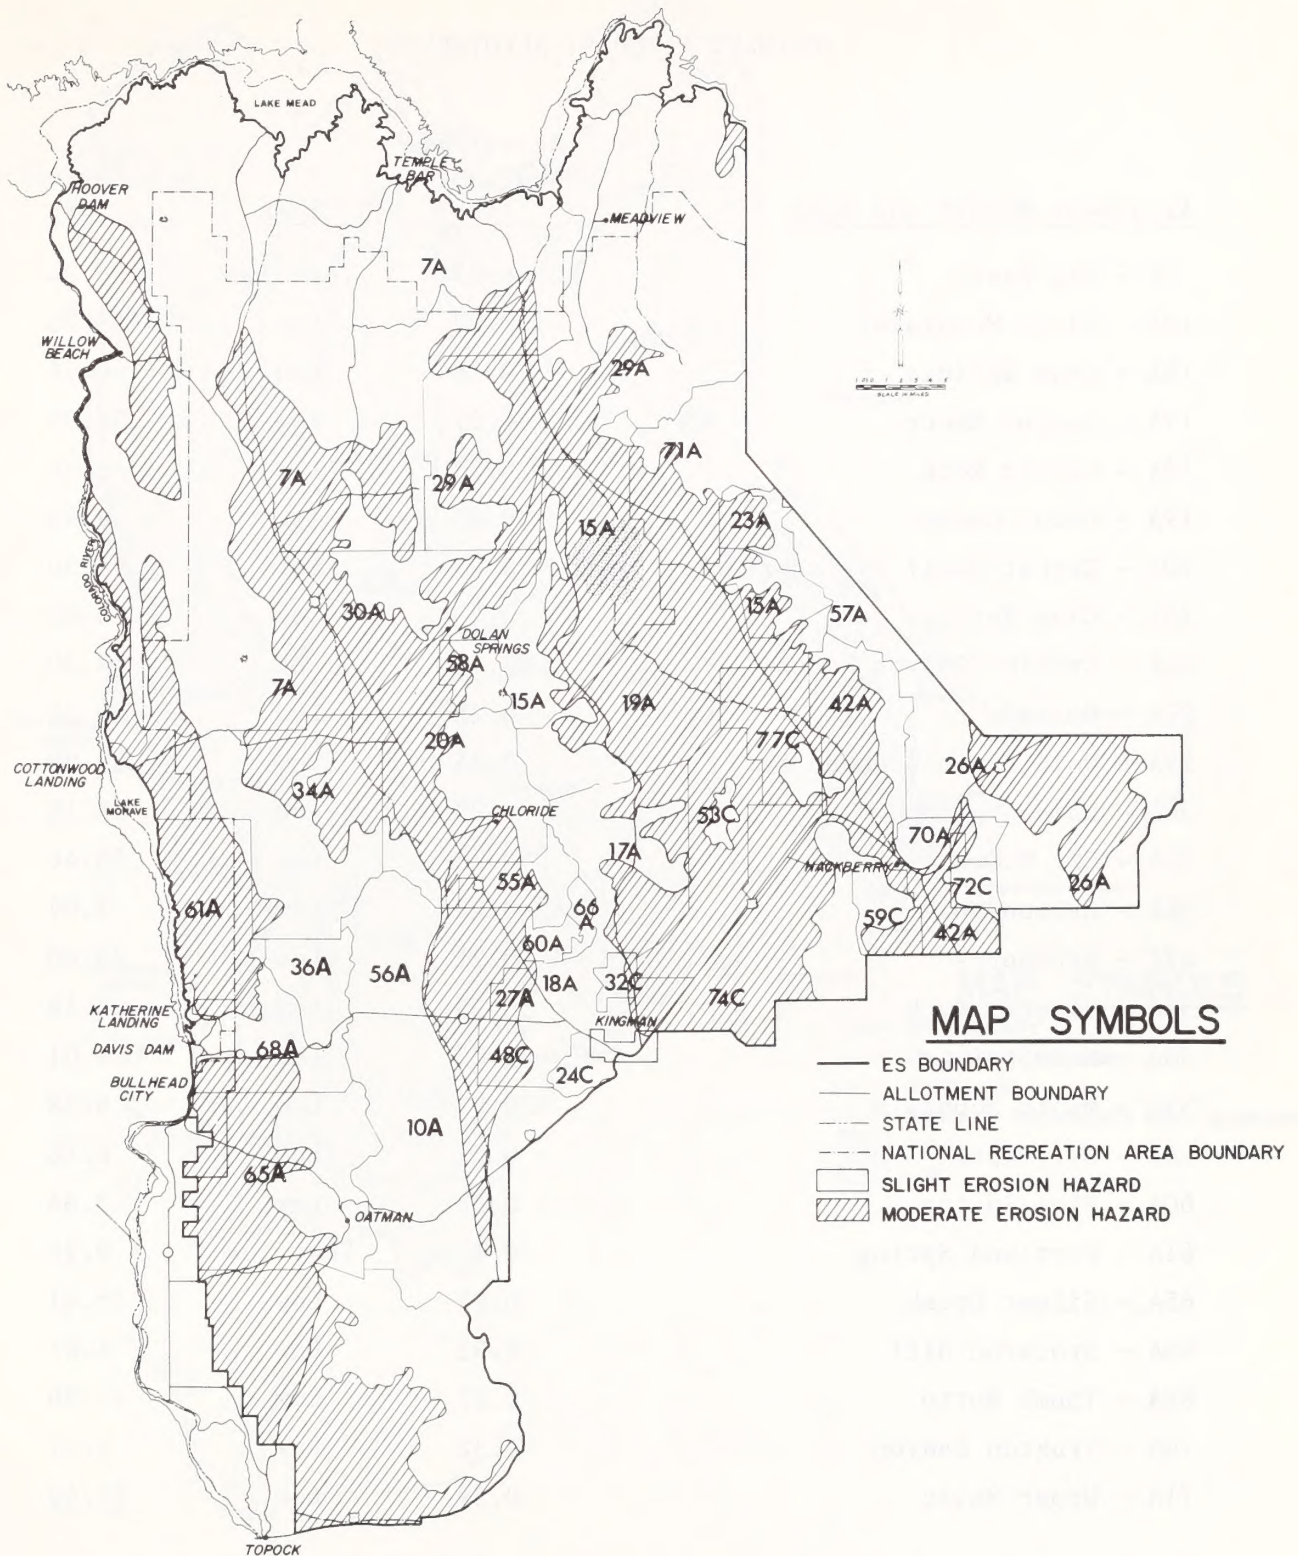 LAKE MEAD
TEMPLE
BAR
HOOVER
DAM
MEADVIEW
7A
WILLOW
BEACH
29A
SCALE IN MILES
71A
7A
29A
23A
15A
COLORADO RIVER
30A
15A
57A
DOLAN
SPRINGS
58A
7A
15A
19A
42A
20A
77C
26A
COTTONWOOD
LANDING
LAKE
MOHAVE
34A
CHLORIDE
53C
70A
17A
HACKBERRY
55A
72C
26A
61A
66
A
59C
60A
42A
36A
56A
18A
32C
27A
74C
KATHERINE
LANDING
KINGMAN
DAVIS DAM
68A
48C
24C
BULLHEAD
CITY
10A
65A
OATMAN
TOPOCK
MAP SYMBOLS
ES BOUNDARY
ALLOTMENT BOUNDARY
STATE LINE
NATIONAL RECREATION AREA BOUNDARY
SLIGHT EROSION HAZARD
MODERATE EROSION HAZARD